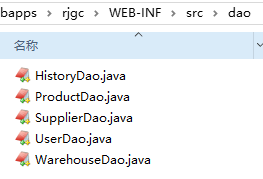 bapps › rjgc › WEB-INF › src › dao
名称
HistoryDao.java
ProductDao.java
SupplierDao.java
UserDao.java
WarehouseDao.java